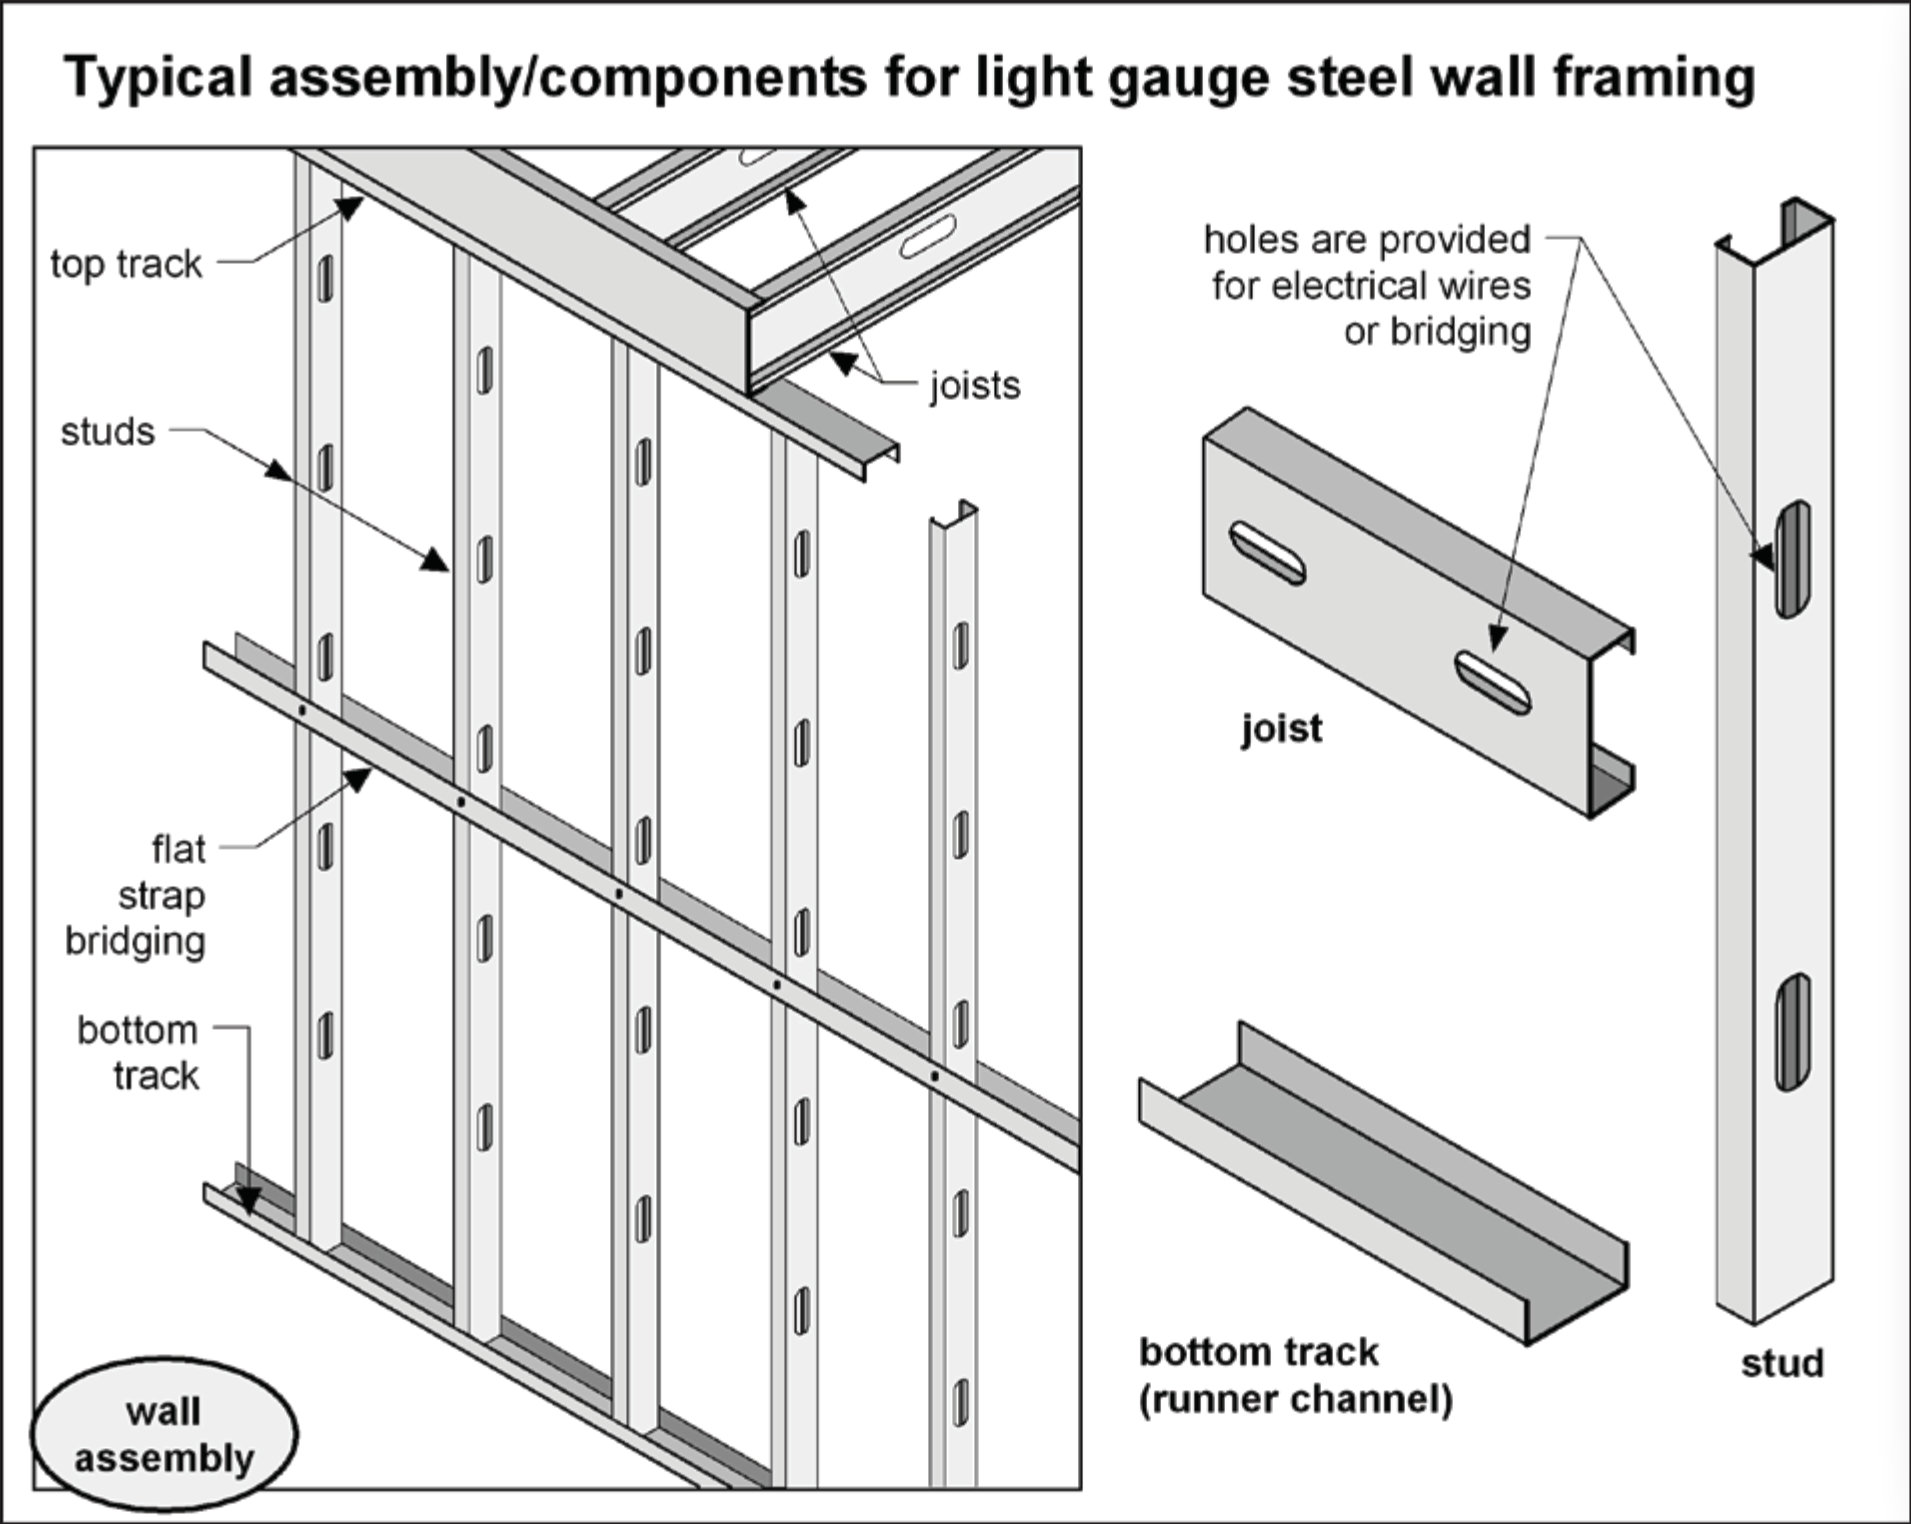 Typical assembly/components for light gauge steel wall framing
top track
studs
joists
flat
strap
bridging
bottom
track
wall
assembly
holes are provided
for electrical wires
or bridging
joist
bottom track
(runner channel)
stud